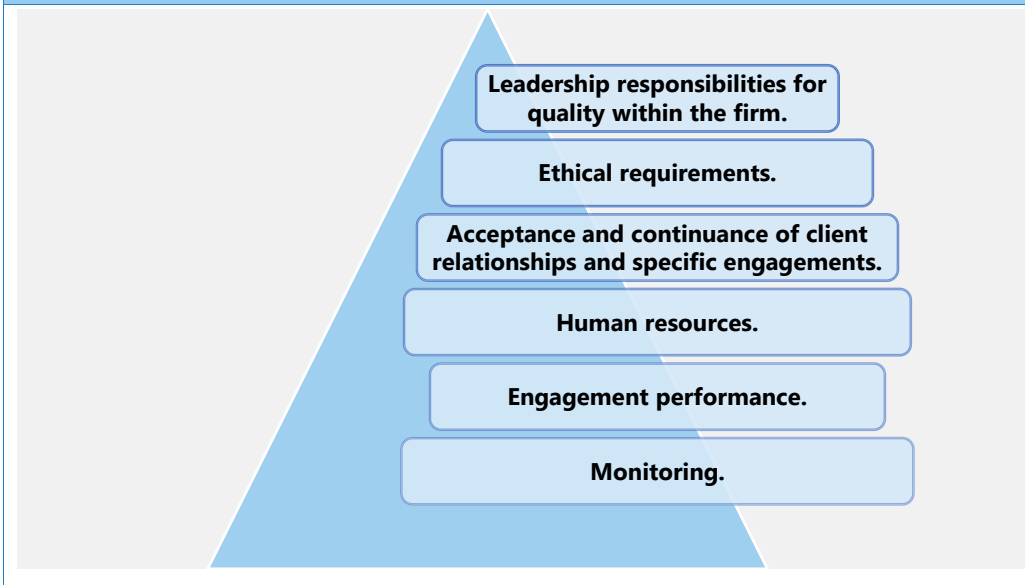 Leadership responsibilities for
quality within the firm.
Ethical requirements.
Acceptance and continuance of client
relationships and specific engagements.
Human resources.
Engagement performance.
Monitoring.